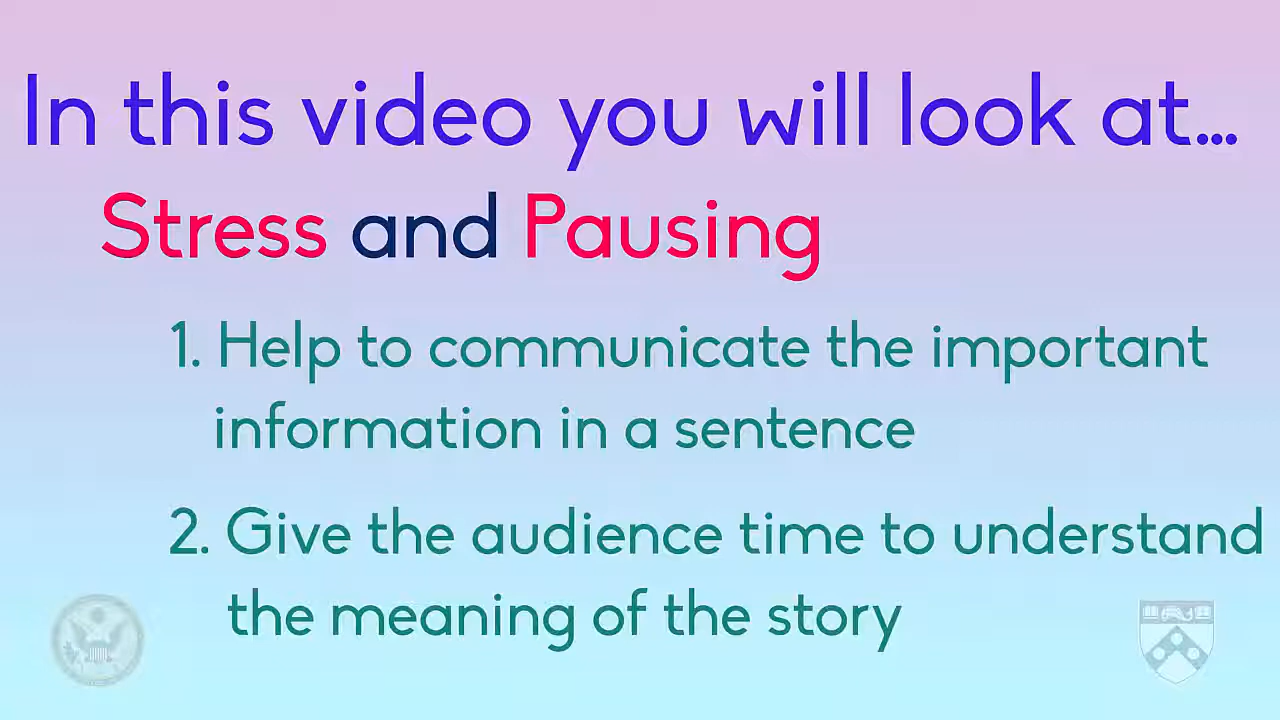 In this video you will look at...
Stress and Pausing
1. Help to communicate the important
information in a sentence
2. Give the audience time to understand
the meaning of the story